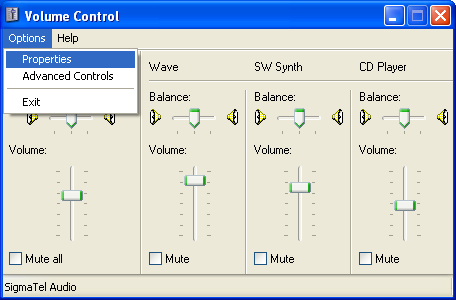 Volume Control
Options Help
Properties
Advanced Controls
Exit
Wave SW Synth CD Player
Balance: Balance: Balance:
Volume: Volume: Volume: Volume:
Mute all Mute Mute Mute
SigmaTel Audio